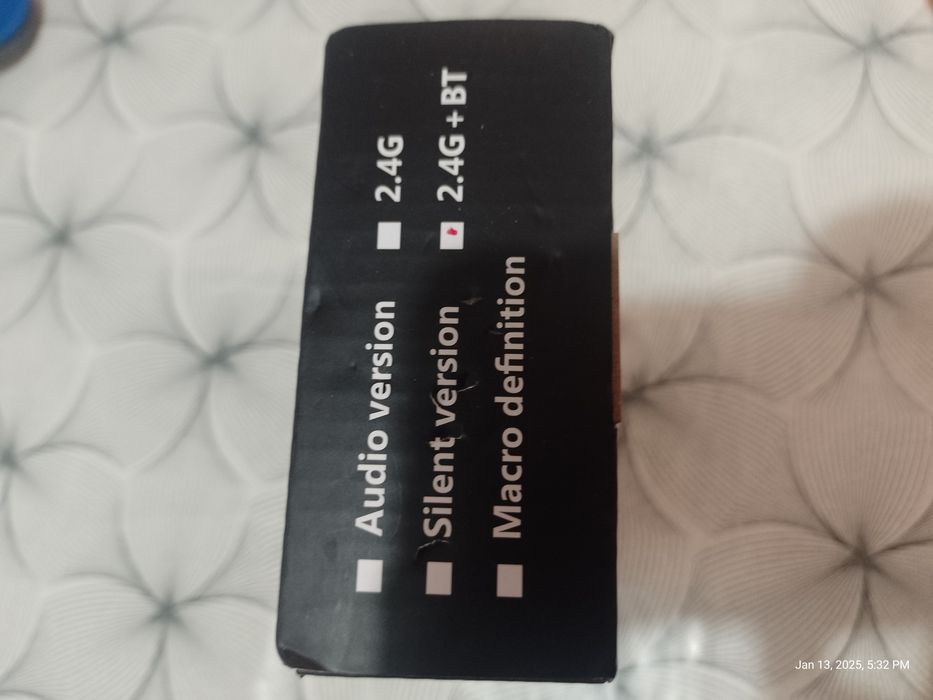 Audio version 2.4G
Silent version 2.4G+BT
Macro definition
Jan 13, 2025, 5:32 PM